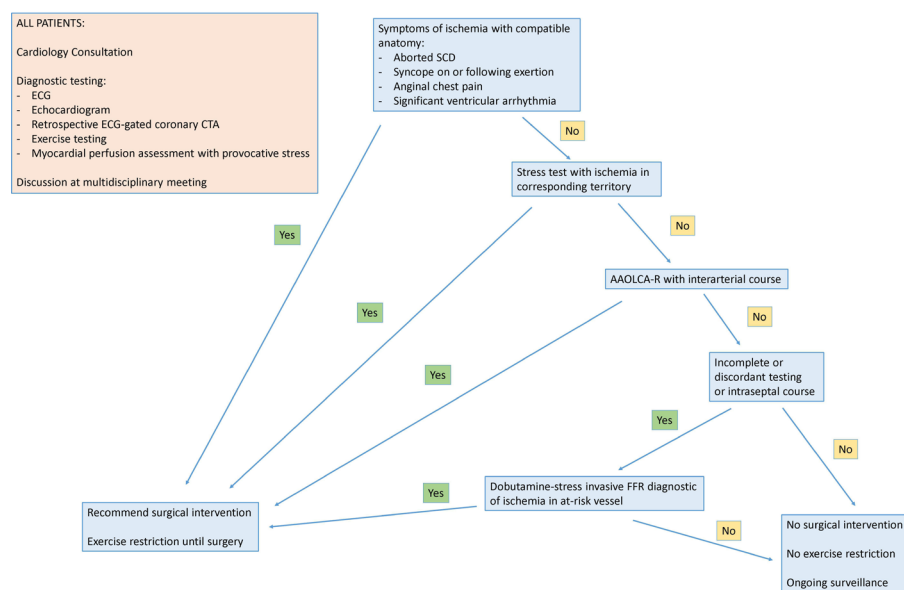 ALL PATIENTS:
Cardiology Consultation
Diagnostic testing:
- ECG
- Echocardiogram
- Retrospective ECG-gated coronary CTA
- Exercise testing
- Myocardial perfusion assessment with provocative stress
Discussion at multidisciplinary meeting
Symptoms of ischemia with compatible
anatomy:
- Aborted SCD
- Syncope on or following exertion
- Anginal chest pain
- Significant ventricular arrhythmia
No
Stress test with ischemia in
corresponding territory
Yes
No
AAOLCA-R with interarterial course
Yes
No
Incomplete or
discordant testing
or intraseptal course
Yes
Yes
No
Dobutamine-stress invasive FFR diagnostic
of ischemia in at-risk vessel
Yes
No
Recommend surgical intervention
Exercise restriction until surgery
No surgical intervention
No exercise restriction
Ongoing surveillance